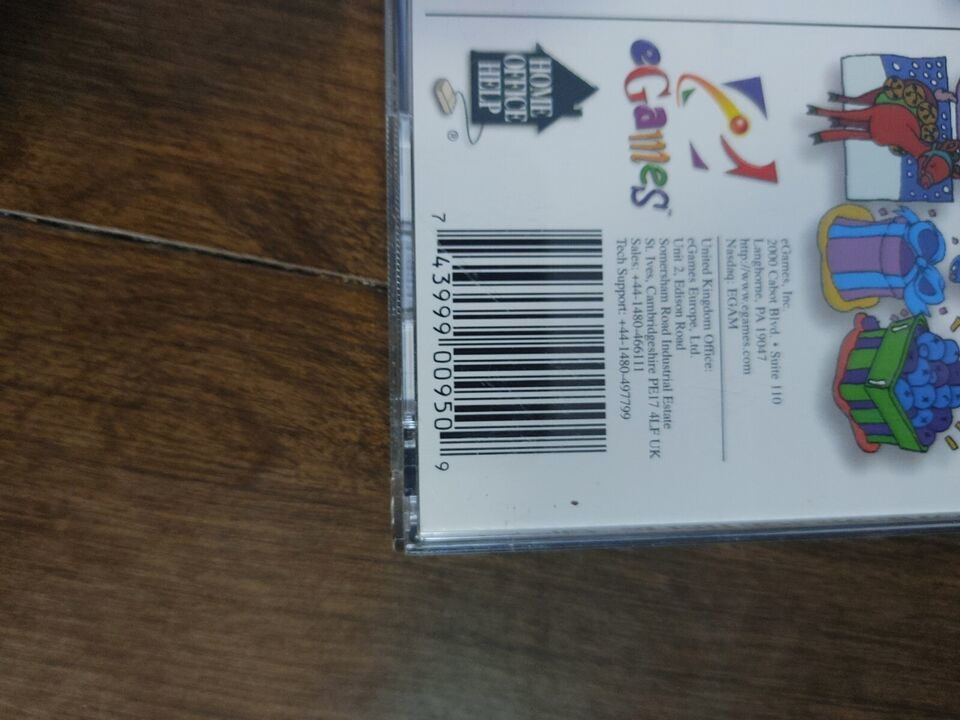 HOME
OFFICE
HELP
®
eGames™
7 43999 00950 9
eGames, Inc.
2000 Cabot Blvd. • Suite 110
Langhorne, PA 19047
http://www.egames.com
Nasdaq: EGAM
United Kingdom Office:
eGames Europe, Ltd.
Unit 2, Edison Road
Somersham Road Industrial Estate
St. Ives, Cambridgeshire PE17 4LF UK
Sales: +44-1480-466111
Tech Support: +44-1480-497799